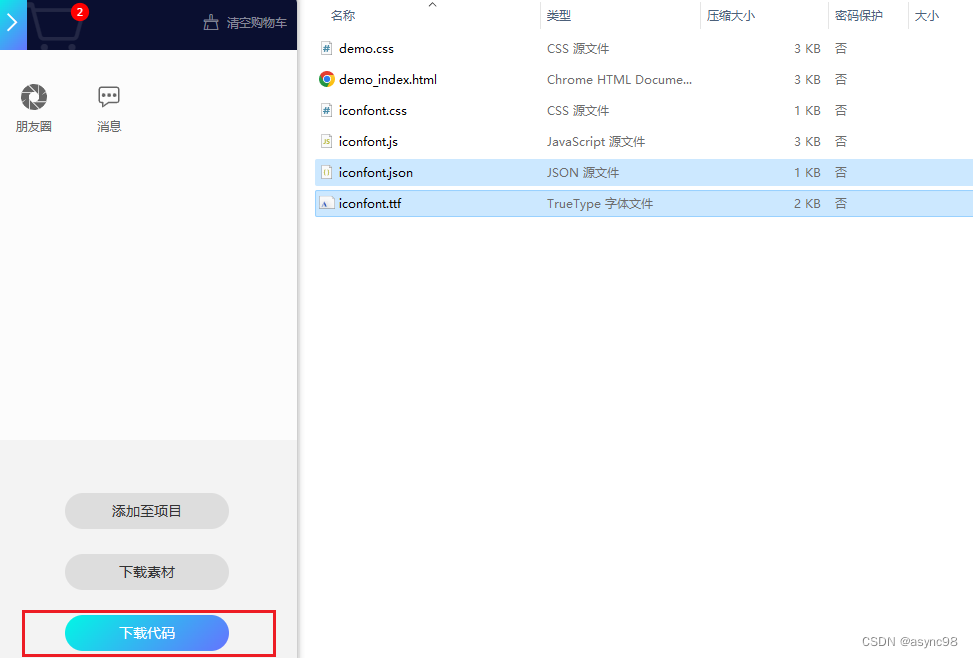 2
清空购物车
朋友圈 消息
添加至项目
下载素材
下载代码
名称 类型 压缩大小 密码保护 大小
demo.css CSS 源文件 3 KB 否
demo_index.html Chrome HTML Docume... 3 KB 否
iconfont.css CSS 源文件 1 KB 否
iconfont.js JavaScript 源文件 3 KB 否
iconfont.json JSON 源文件 1 KB 否
iconfont.ttf TrueType 字体文件 2 KB 否
CSDN @async98